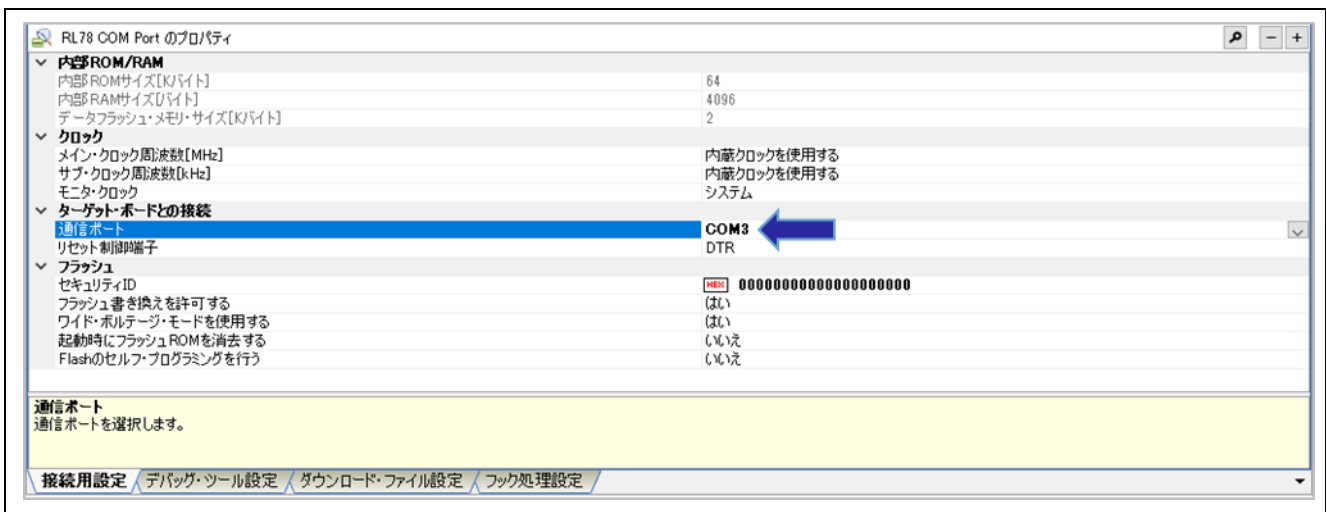 RL78 COM Port のプロパティ
内部ROM/RAM
内部ROMサイズ[Kバイト] 64
内部RAMサイズ[バイト] 4096
データフラッシュ・メモリ・サイズ[Kバイト] 2
クロック
メイン・クロック周波数[MHz] 内蔵クロックを使用する
サブ・クロック周波数[kHz] 内蔵クロックを使用する
モニタ・クロック システム
ターゲット・ボードとの接続
通信ポート COM3
リセット制御端子 DTR
フラッシュ
セキュリティID HEX 00000000000000000000
フラッシュ書き換えを許可する はい
ワイド・ボルテージ・モードを使用する はい
起動時にフラッシュROMを消去する いいえ
Flashのセルフ・プログラミングを行う いいえ
通信ポート
通信ポートを選択します。
接続用設定 デバッグ・ツール設定 ダウンロード・ファイル設定 フック処理設定